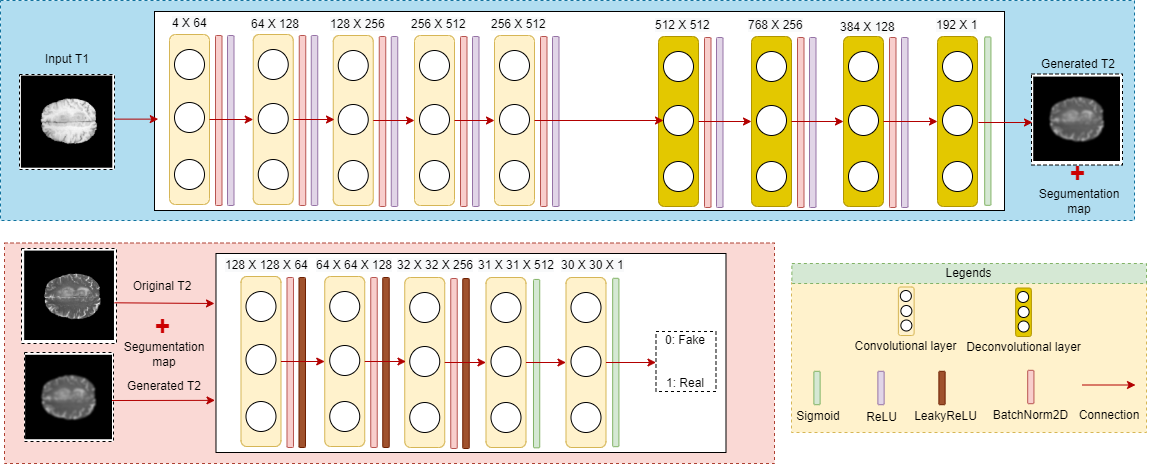 4 X 64
64 X 128
128 X 256
256 X 512
256 X 512
512 X 512
768 X 256
384 X 128
192 X 1
Input T1
Generated T2
Segumentation
map
128 X 128 X 64
64 X 64 X 128
32 X 32 X 256
31 X 31 X 512
30 X 30 X 1
Original T2
Segumentation
map
Generated T2
0: Fake
1: Real
Legends
Convolutional layer
Deconvolutional layer
Sigmoid
ReLU
LeakyReLU
BatchNorm2D
Connection